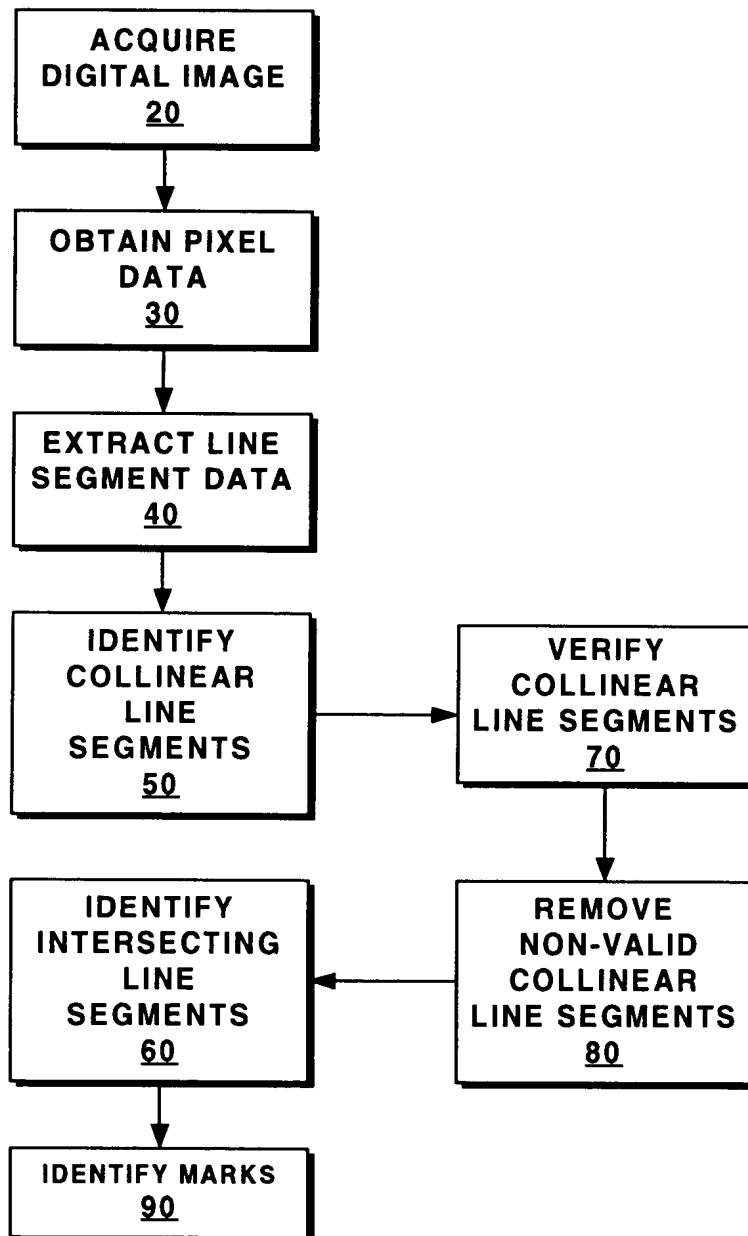 ACQUIRE
DIGITAL IMAGE
20
OBTAIN PIXEL
DATA
30
EXTRACT LINE
SEGMENT DATA
40
IDENTIFY
COLLINEAR
LINE
SEGMENTS
50
VERIFY
COLLINEAR
LINE SEGMENTS
70
REMOVE
NON-VALID
COLLINEAR
LINE SEGMENTS
80
IDENTIFY
INTERSECTING
LINE
SEGMENTS
60
IDENTIFY MARKS
90